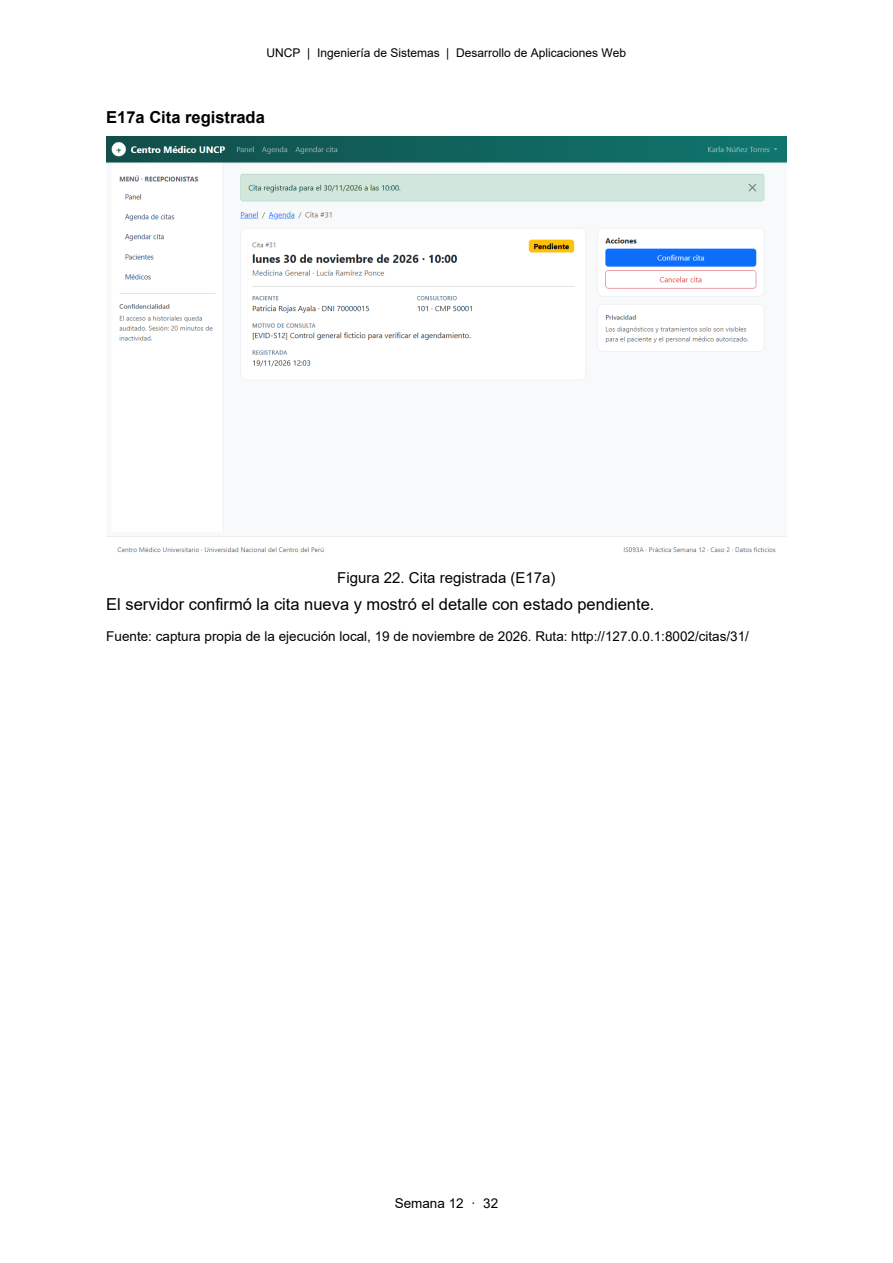 UNCP | Ingeniería de Sistemas | Desarrollo de Aplicaciones Web
E17a Cita registrada
+ Centro Médico UNCP Panel Agenda Agendar cita Karla Núñez Torres
MENÚ · RECEPCIONISTAS
Panel
Agenda de citas
Agendar cita
Pacientes
Médicos
Confidencialidad
El acceso a historiales queda
auditado. Sesión: 20 minutos de
inactividad.
Cita registrada para el 30/11/2026 a las 10:00.
Panel / Agenda / Cita #31
Cita #31
Pendiente
lunes 30 de noviembre de 2026 · 10:00
Medicina General · Lucía Ramírez Ponce
PACIENTE CONSULTORIO
Patricia Rojas Ayala · DNI 70000015 101 · CMP 50001
MOTIVO DE CONSULTA
[EVID-S12] Control general ficticio para verificar el agendamiento.
REGISTRADA
19/11/2026 12:03
Acciones
Confirmar cita
Cancelar cita
Privacidad
Los diagnósticos y tratamientos solo son visibles
para el paciente y el personal médico autorizado.
Centro Médico Universitario · Universidad Nacional del Centro del Perú IS093A · Práctica Semana 12 · Caso 2 · Datos ficticios
Figura 22. Cita registrada (E17a)
El servidor confirmó la cita nueva y mostró el detalle con estado pendiente.
Fuente: captura propia de la ejecución local, 19 de noviembre de 2026. Ruta: http://127.0.0.1:8002/citas/31/
Semana 12 · 32